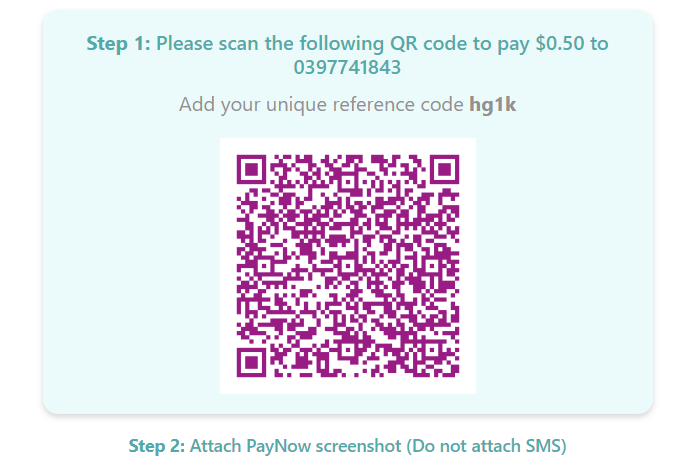 Step 1: Please scan the following QR code to pay $0.50 to
0397741843
Add your unique reference code hg1k
Step 2: Attach PayNow screenshot (Do not attach SMS)